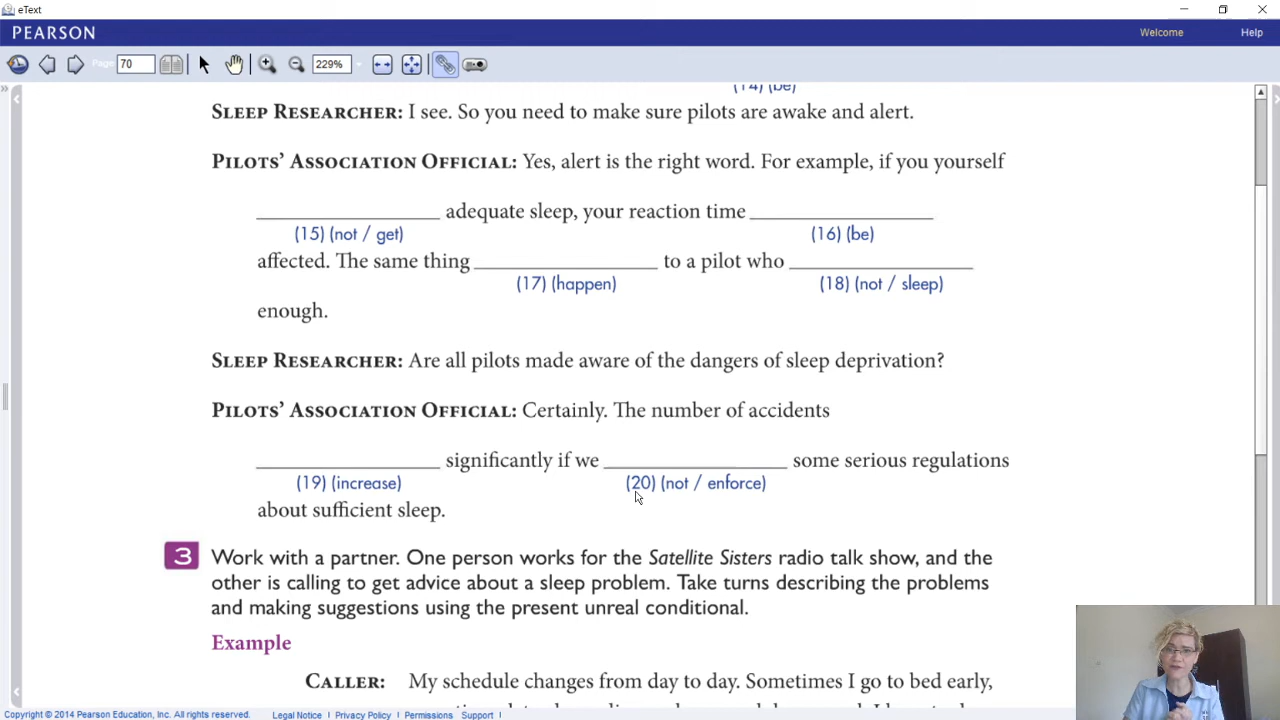 eText
PEARSON
Welcome
Help
Page: 70
229%
(14) (be)
SLEEP RESEARCHER: I see. So you need to make sure pilots are awake and alert.
PILOTS’ ASSOCIATION OFFICIAL: Yes, alert is the right word. For example, if you yourself
____ adequate sleep, your reaction time ____
(15) (not / get) (16) (be)
affected. The same thing ____ to a pilot who ____
(17) (happen) (18) (not / sleep)
enough.
SLEEP RESEARCHER: Are all pilots made aware of the dangers of sleep deprivation?
PILOTS’ ASSOCIATION OFFICIAL: Certainly. The number of accidents
____ significantly if we ____ some serious regulations
(19) (increase) (20) (not / enforce)
about sufficient sleep.
3 Work with a partner. One person works for the Satellite Sisters radio talk show, and the
other is calling to get advice about a sleep problem. Take turns describing the problems
and making suggestions using the present unreal conditional.
Example
CALLER: My schedule changes from day to day. Sometimes I go to bed early,
Copyright © 2014 Pearson Education, Inc. All rights reserved. Legal Notice | Privacy Policy | Permissions Support |